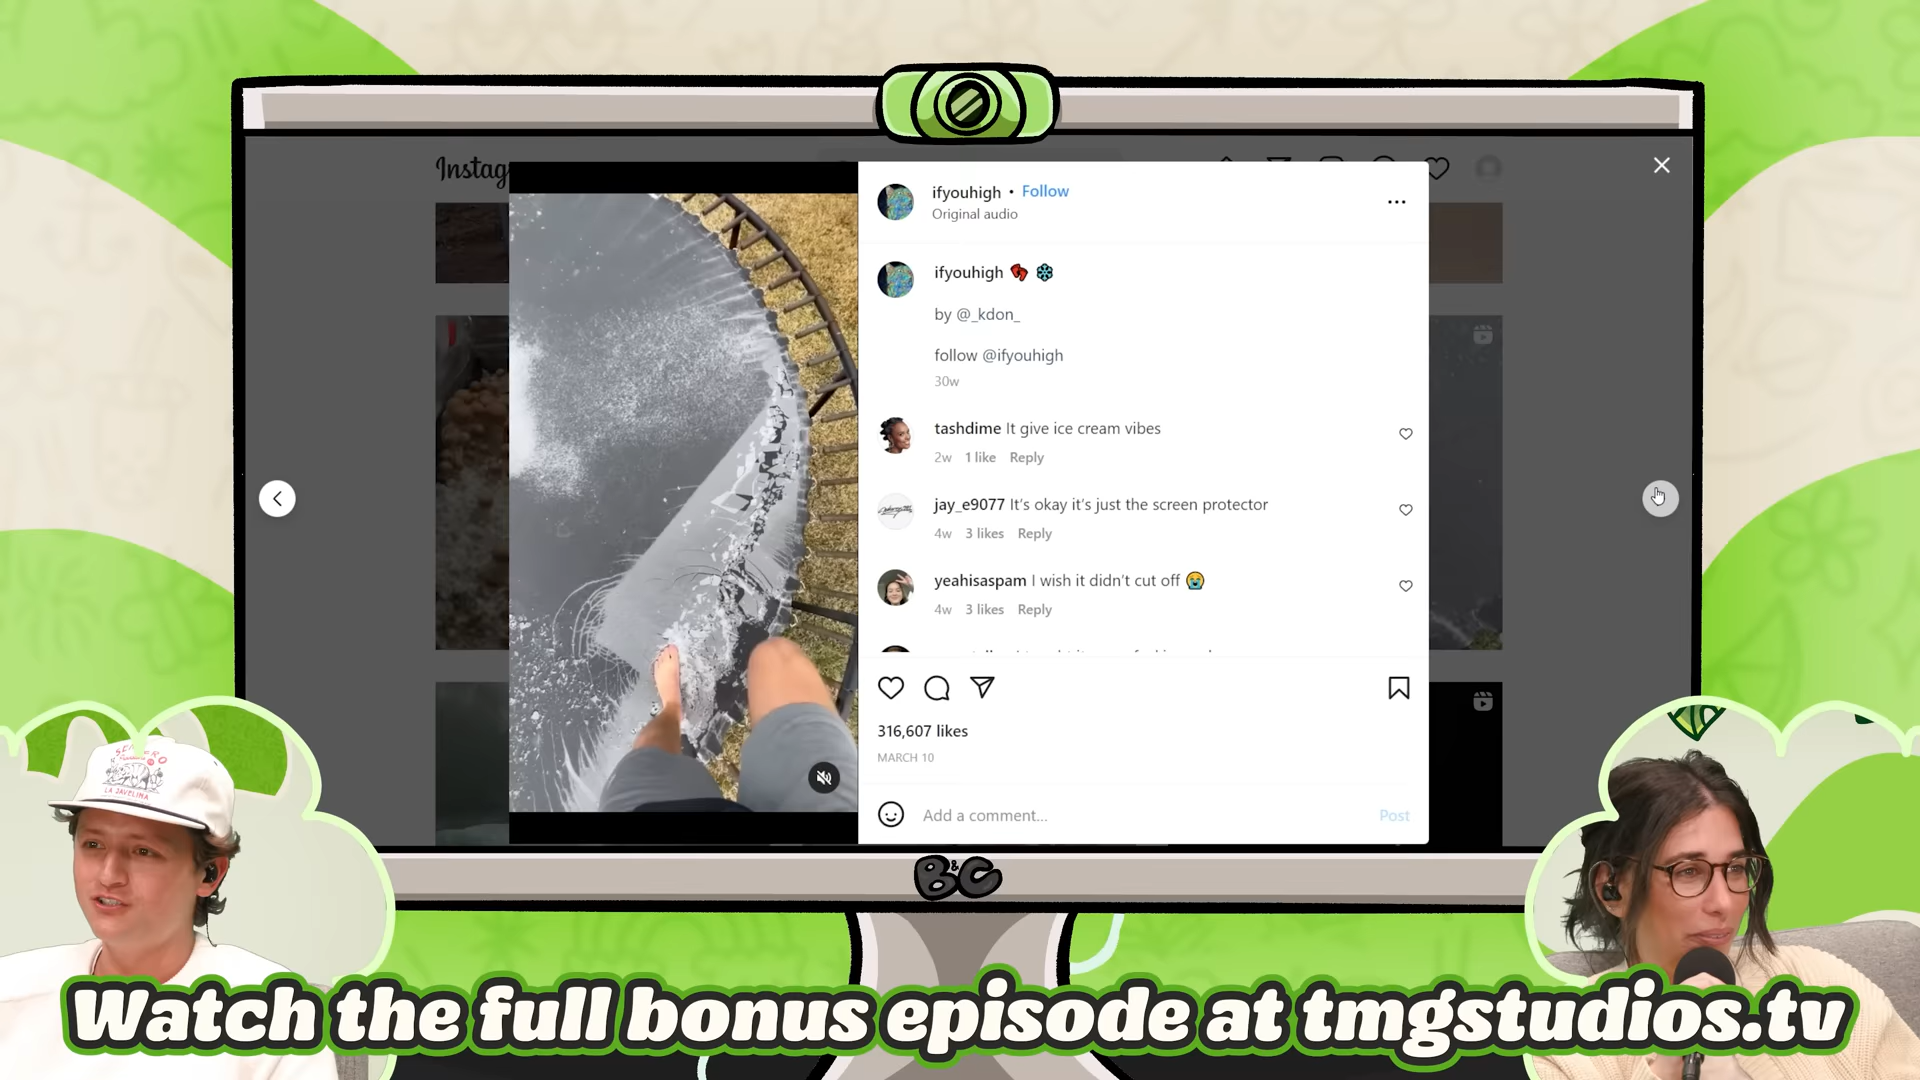 Instag
ifyouhigh • Follow
Original audio
ifyouhigh
by @_kdon_
follow @ifyouhigh
30w
tashdime It give ice cream vibes
2w 1 like Reply
jay_e9077 It's okay it's just the screen protector
4w 3 likes Reply
yeahisaspam I wish it didn't cut off 😭
4w 3 likes Reply
316,607 likes
MARCH 10
Add a comment...
Post
B&C
LA JAVELINA
Watch the full bonus episode at tmgstudios.tv